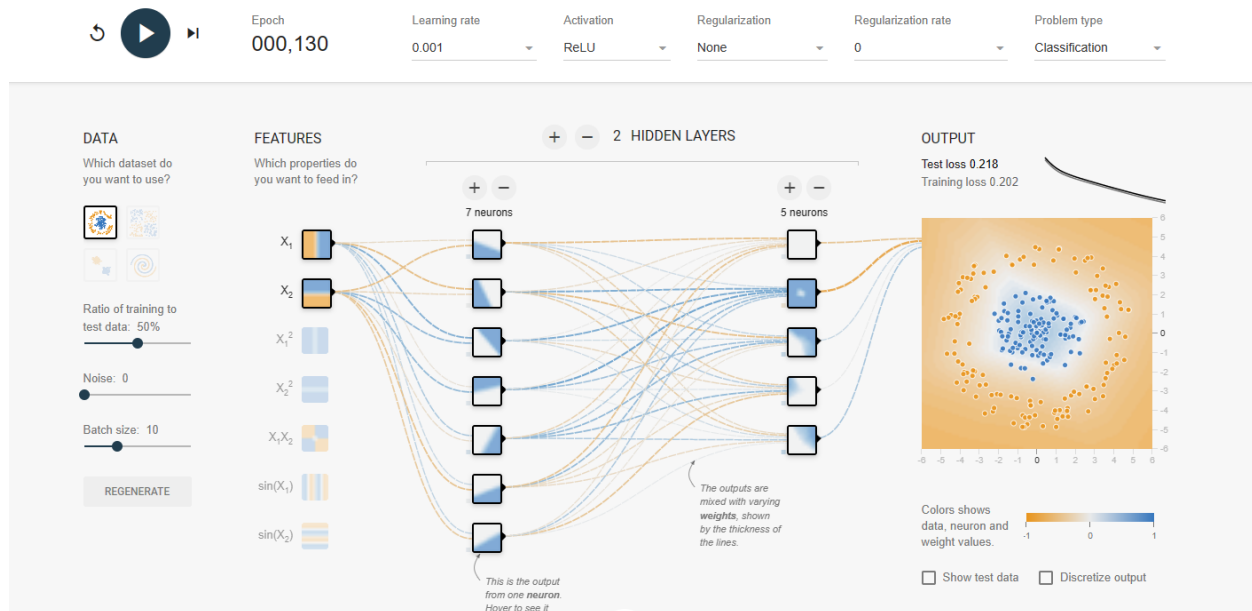 Epoch
000,130
Learning rate
0.001
Activation
ReLU
Regularization
None
Regularization rate
0
Problem type
Classification
DATA
Which dataset do
you want to use?
Ratio of training to
test data: 50%
Noise: 0
Batch size: 10
REGENERATE
FEATURES
Which properties do
you want to feed in?
X1
X2
X1²
X2²
X1X2
sin(X1)
sin(X2)
+ − 2 HIDDEN LAYERS
+ −
7 neurons
+ −
5 neurons
This is the output
from one neuron.
Hover to see it
The outputs are
mixed with varying
weights, shown
by the thickness of
the lines.
OUTPUT
Test loss 0.218
Training loss 0.202
6
5
4
3
2
1
0
-1
-2
-3
-4
-5
-6
-6 -5 -4 -3 -2 -1 0 1 2 3 4 5 6
Colors shows
data, neuron and
weight values.
-1 0 1
Show test data
Discretize output